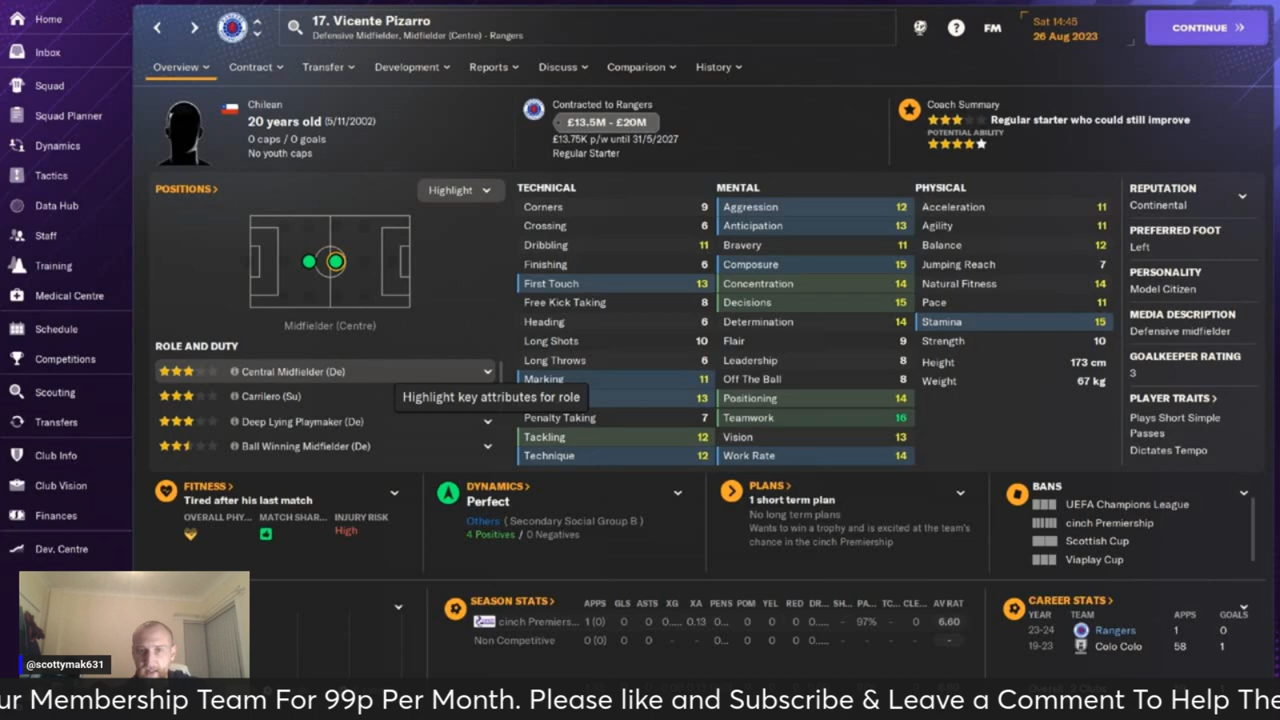 Home
Inbox
Squad
Squad Planner
Dynamics
Tactics
Data Hub
Staff
Training
Medical Centre
Schedule
Competitions
Scouting
Transfers
Club Info
Club Vision
Finances
Dev. Centre
17. Vicente Pizarro
Defensive Midfielder, Midfielder (Centre) - Rangers
?
FM
Sat 14:45
26 Aug 2023
CONTINUE
Overview
Contract
Transfer
Development
Reports
Discuss
Comparison
History
Chilean
20 years old (5/11/2002)
0 caps / 0 goals
No youth caps
Contracted to Rangers
£13.5M - £20M
£13.75K p/w until 31/5/2027
Regular Starter
Coach Summary
Regular starter who could still improve
POTENTIAL ABILITY
POSITIONS >
Highlight
Midfielder (Centre)
ROLE AND DUTY
Central Midfielder (De)
Carrilero (Su)
Deep Lying Playmaker (De)
Ball Winning Midfielder (De)
Highlight key attributes for role
TECHNICAL
Corners 9
Crossing 6
Dribbling 11
Finishing 6
First Touch 13
Free Kick Taking 8
Heading 6
Long Shots 10
Long Throws 6
Marking 11
13
Penalty Taking 7
Tackling 12
Technique 12
MENTAL
Aggression 12
Anticipation 13
Bravery 11
Composure 15
Concentration 14
Decisions 15
Determination 14
Flair 9
Leadership 8
Off The Ball 8
Positioning 14
Teamwork 16
Vision 13
Work Rate 14
PHYSICAL
Acceleration 11
Agility 11
Balance 12
Jumping Reach 7
Natural Fitness 14
Pace 11
Stamina 15
Strength 10
Height 173 cm
Weight 67 kg
REPUTATION
Continental
PREFERRED FOOT
Left
PERSONALITY
Model Citizen
MEDIA DESCRIPTION
Defensive midfielder
GOALKEEPER RATING
3
PLAYER TRAITS >
Plays Short Simple
Passes
Dictates Tempo
FITNESS >
Tired after his last match
OVERALL PHY... MATCH SHAR... INJURY RISK
High
DYNAMICS >
Perfect
Others ( Secondary Social Group B )
4 Positives / 0 Negatives
PLANS >
1 short term plan
No long term plans
Wants to win a trophy and is excited at the team's
chance in the cinch Premiership
BANS
UEFA Champions League
cinch Premiership
Scottish Cup
Viaplay Cup
SEASON STATS >
APPS GLS ASTS XG XA PENS POM YEL RED DR... SH... PA... TC... CLE... AV RAT
cinch Premiers... 1 (0) 0 0 0.... 0.13 0... 0 0 0 0.... - 97% - 0 6.60
Non Competitive 0 (0) 0 0 - - 0... 0 0 0 0.... - - - 0 -
CAREER STATS >
YEAR TEAM APPS GOALS
23-24 Rangers 1 0
19-23 Colo Colo 58 1
@scottymak631
ur Membership Team For 99p Per Month. Please like and Subscribe & Leave a Comment To Help The